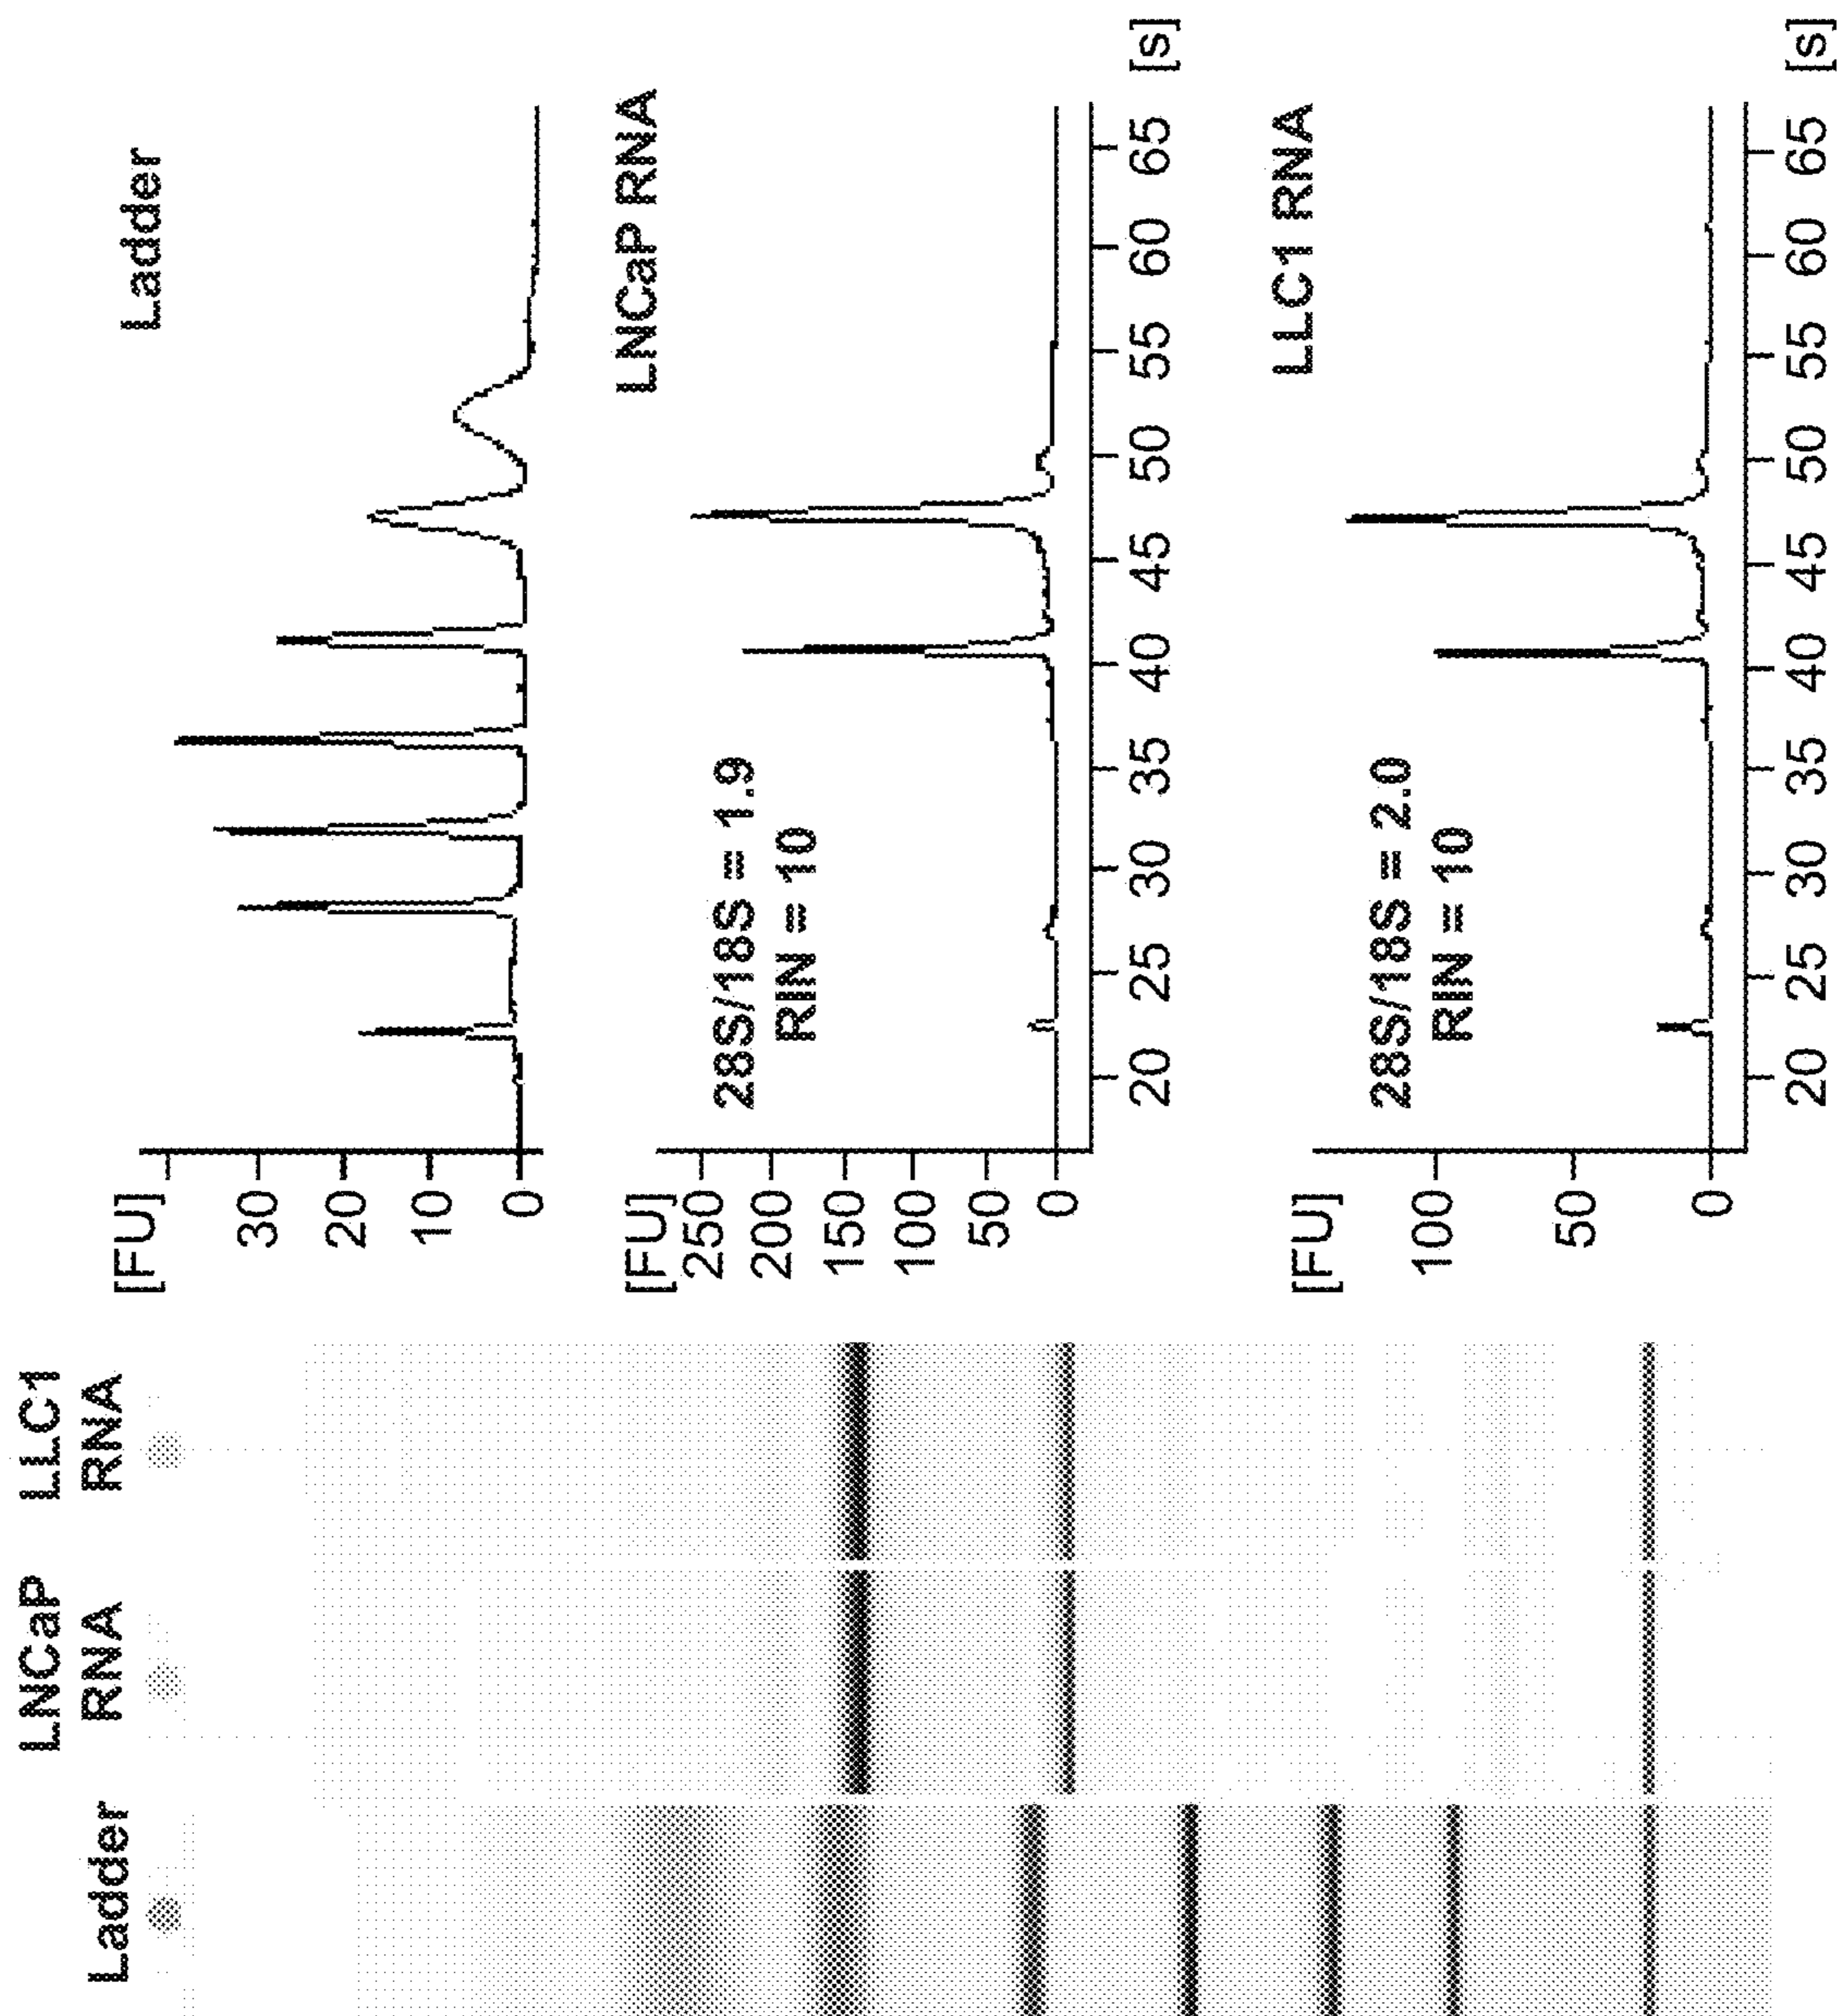 Ladder
LNCaP
RNA
LLC1
RNA
Ladder
[FU]
30
20
10
0
LNCaP RNA
[FU]
250
200
150
100
50
0
28S/18S = 1.9
RIN = 10
20 25 30 35 40 45 50 55 60 65 [s]
LLC1 RNA
[FU]
100
50
0
28S/18S = 2.0
RIN = 10
20 25 30 35 40 45 50 55 60 65 [s]